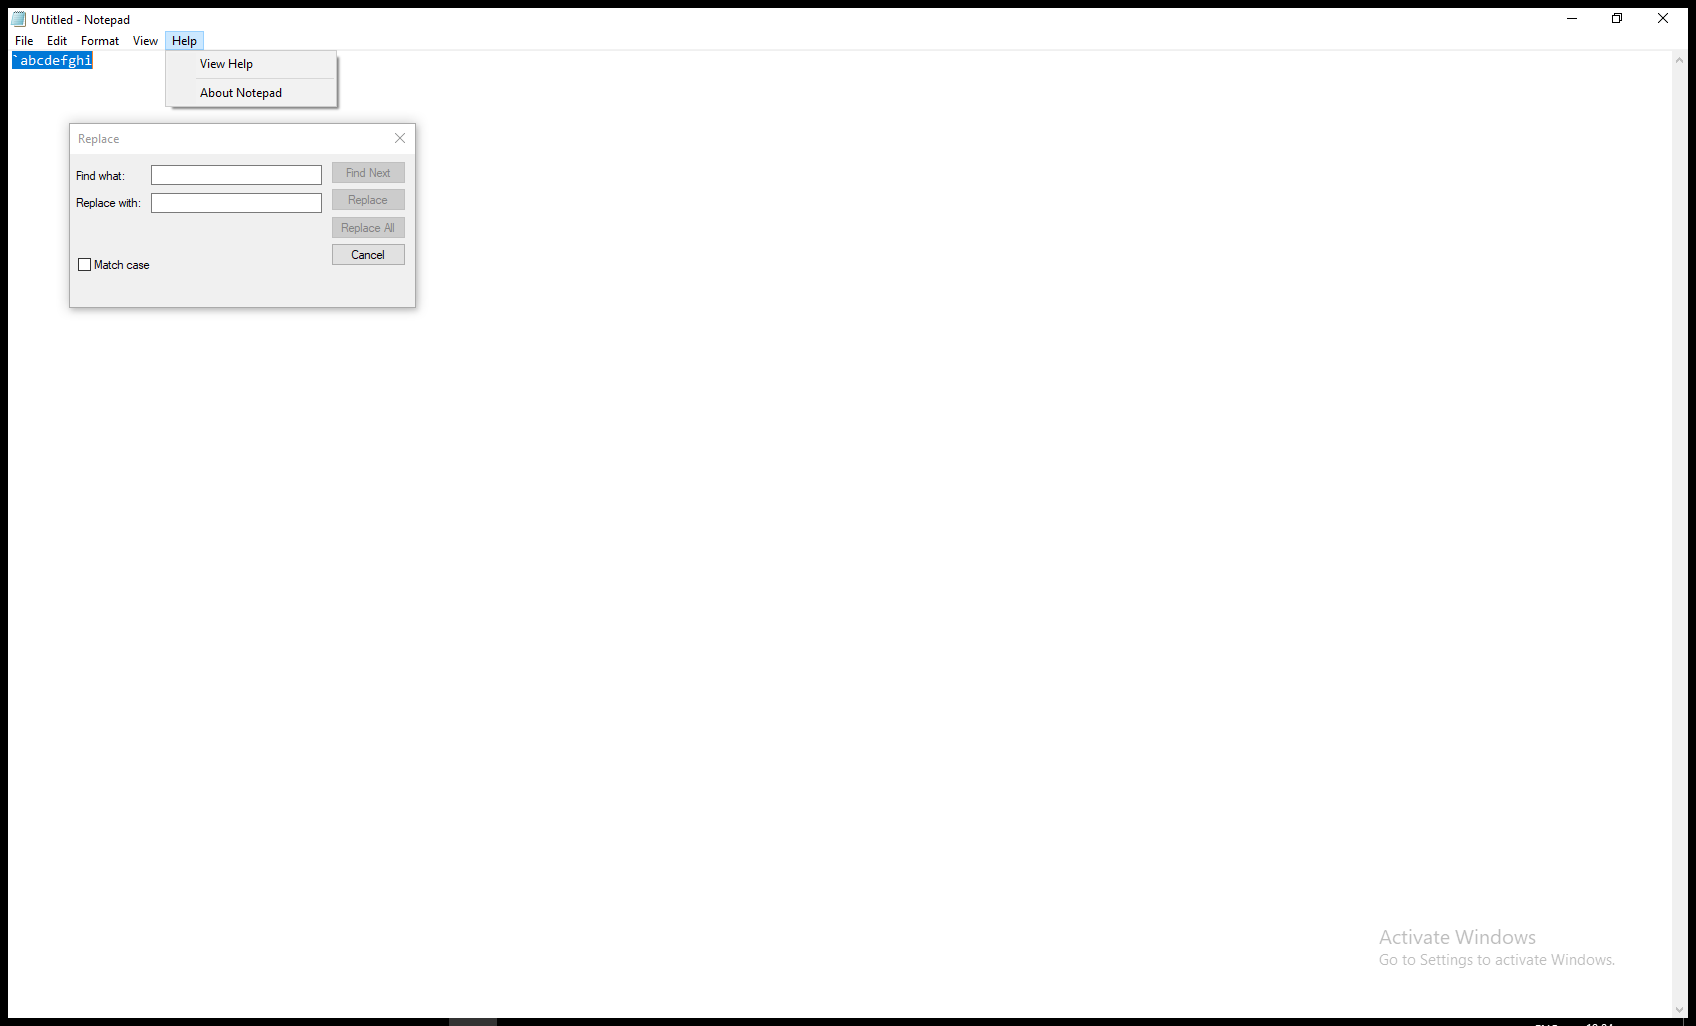 Untitled - Notepad
File Edit Format View Help
`abcdefghi
View Help
About Notepad
Replace
Find what:
Find Next
Replace with:
Replace
Replace All
Cancel
Match case
Activate Windows
Go to Settings to activate Windows.